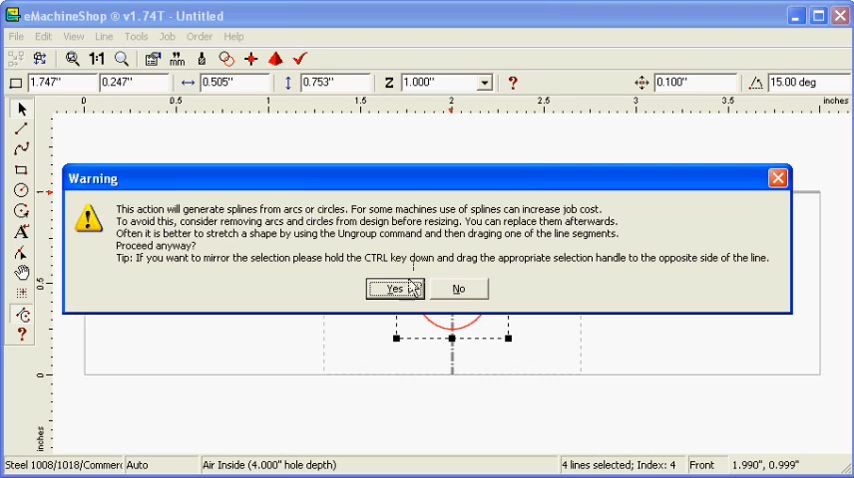 eMachineShop ® v1.74T - Untitled
File Edit View Line Tools Job Order Help
1:1 mm ?
1.747" 0.247" 0.505" 0.753" Z 1.000" ? 0.100" 15.00 deg
0 0.5 1 1.5 2 2.5 3 3.5 inches
Warning
This action will generate splines from arcs or circles. For some machines use of splines can increase job cost.
To avoid this, consider removing arcs and circles from design before resizing. You can replace them afterwards.
Often it is better to stretch a shape by using the Ungroup command and then draging one of the line segments.
Proceed anyway?
Tip: If you want to mirror the selection please hold the CTRL key down and drag the appropriate selection handle to the opposite side of the line.
Yes No
1
0.5
0
inches
A
?
Steel 1008/1018/Commerc Auto Air Inside (4.000" hole depth) 4 lines selected; Index: 4 Front 1.990", 0.999"